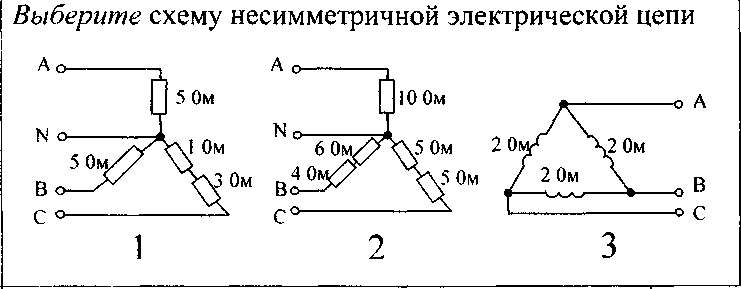 Выберите схему несимметричной электрической цепи
A
5 Ом
N
5 Ом
1 Ом
3 Ом
B
C
1
A
10 Ом
N
6 Ом
5 Ом
4 Ом
5 Ом
B
C
2
A
2 Ом
2 Ом
2 Ом
B
C
3